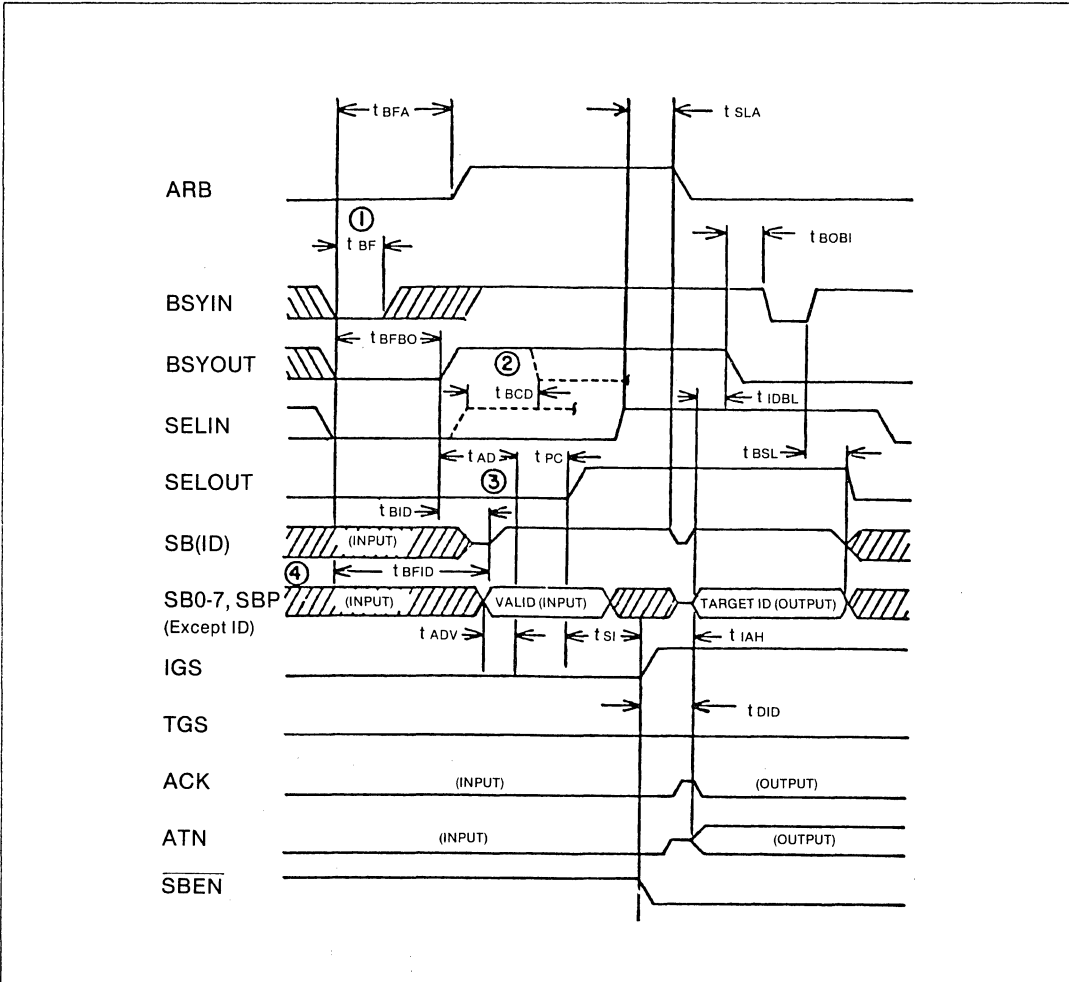 t BFA
t SLA
ARB
①
t BF
t BOBI
BSYIN
t BFBO
BSYOUT
②
t BCD
t IDBL
SELIN
t AD
t PC
t BSL
③
SELOUT
t BID
SB(ID)
(INPUT)
④
t BFID
SB0-7, SBP
(INPUT)
VALID (INPUT)
TARGET ID (OUTPUT)
(Except ID)
t ADV
t SI
t IAH
IGS
t DID
TGS
ACK
(INPUT)
(OUTPUT)
ATN
(INPUT)
(OUTPUT)
SBEN